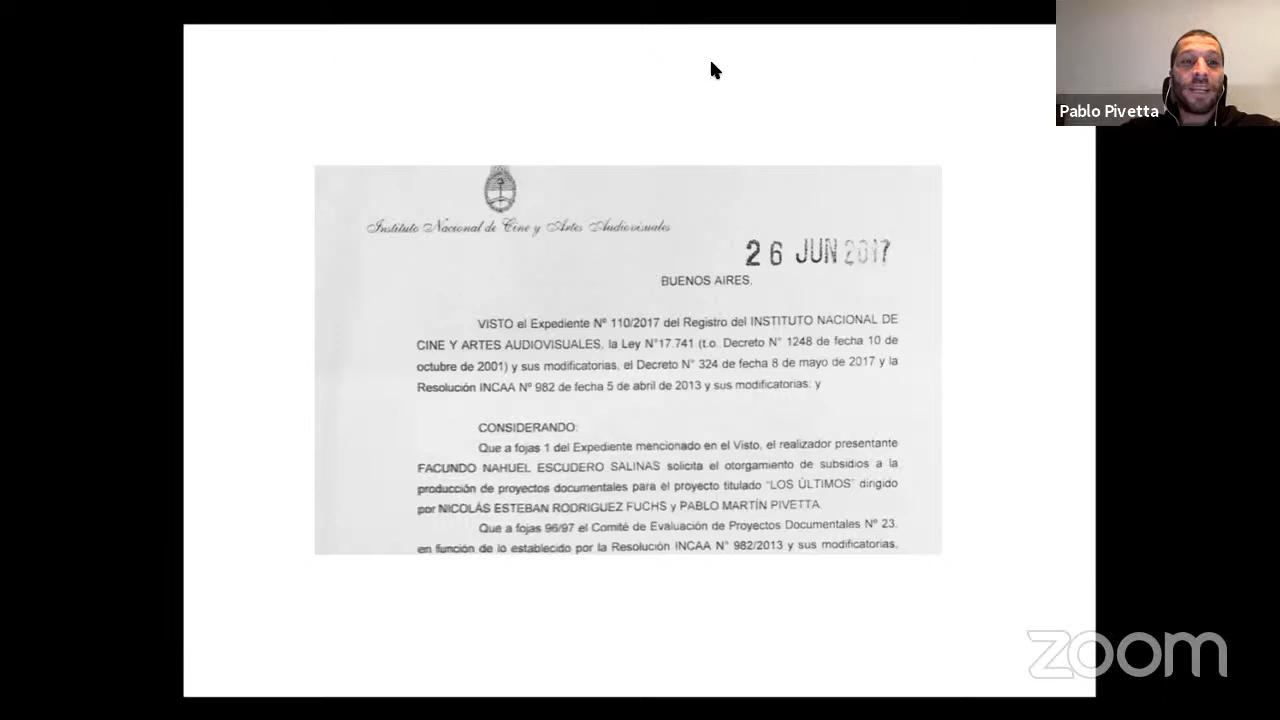 Pablo Pivetta
Instituto Nacional de Cine y Artes Audiovisuales
26 JUN 2017
BUENOS AIRES,
VISTO el Expediente Nº 110/2017 del Registro del INSTITUTO NACIONAL DE
CINE Y ARTES AUDIOVISUALES, la Ley N°17.741 (t.o. Decreto N° 1248 de fecha 10 de
octubre de 2001) y sus modificatorias, el Decreto N° 324 de fecha 8 de mayo de 2017 y la
Resolución INCAA Nº 982 de fecha 5 de abril de 2013 y sus modificatorias; y
CONSIDERANDO:
Que a fojas 1 del Expediente mencionado en el Visto, el realizador presentante
FACUNDO NAHUEL ESCUDERO SALINAS solicita el otorgamiento de subsidios a la
producción de proyectos documentales para el proyecto titulado "LOS ÚLTIMOS" dirigido
por NICOLÁS ESTEBAN RODRIGUEZ FUCHS y PABLO MARTÍN PIVETTA.
Que a fojas 96/97 el Comité de Evaluación de Proyectos Documentales Nº 23,
en función de lo establecido por la Resolución INCAA N° 982/2013 y sus modificatorias,
zoom